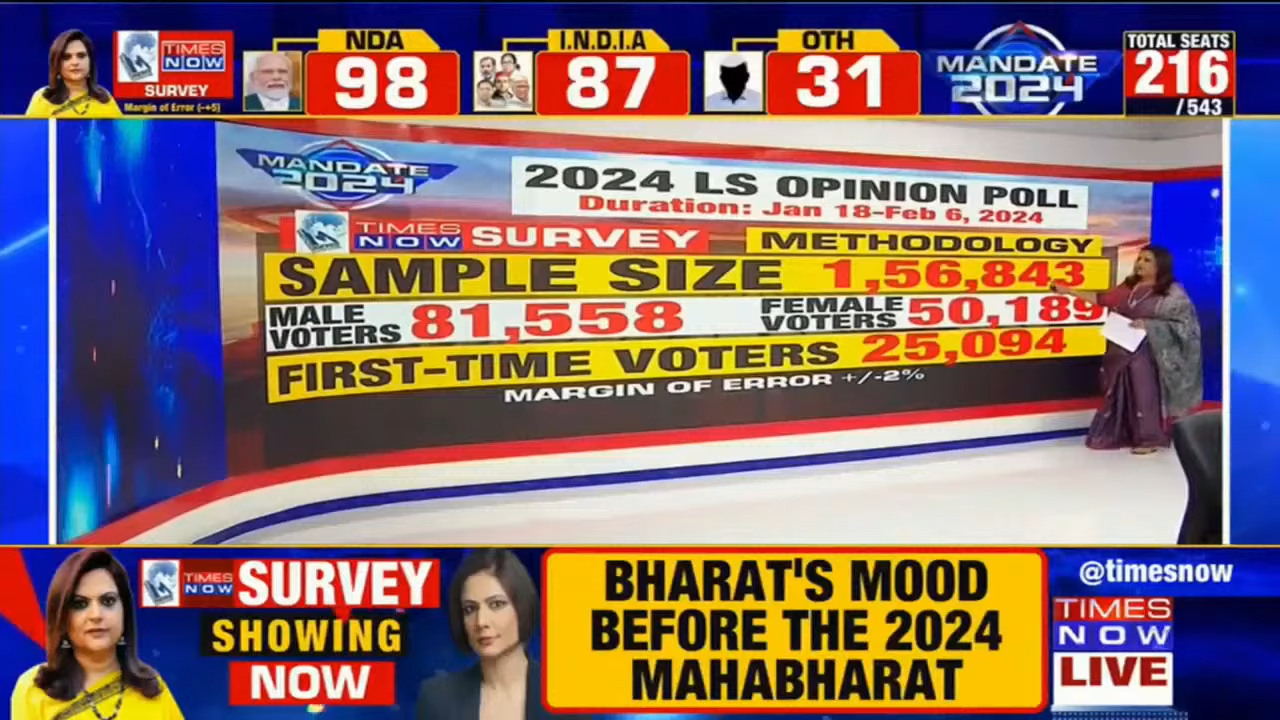 TIMES
NOW
SURVEY
Margin of Error (-+5)
NDA
98
I.N.D.I.A
87
OTH
31
MANDATE
2024
TOTAL SEATS
216
/543
MANDATE
2024
2024 LS OPINION POLL
Duration: Jan 18-Feb 6, 2024
TIMES
NOW SURVEY METHODOLOGY
SAMPLE SIZE 1,56,843
MALE
VOTERS 81,558
FEMALE
VOTERS 50,189
FIRST-TIME VOTERS 25,094
MARGIN OF ERROR +/-2%
TIMES
NOW SURVEY
SHOWING
NOW
BHARAT'S MOOD
BEFORE THE 2024
MAHABHARAT
@timesnow
TIMES
NOW
LIVE